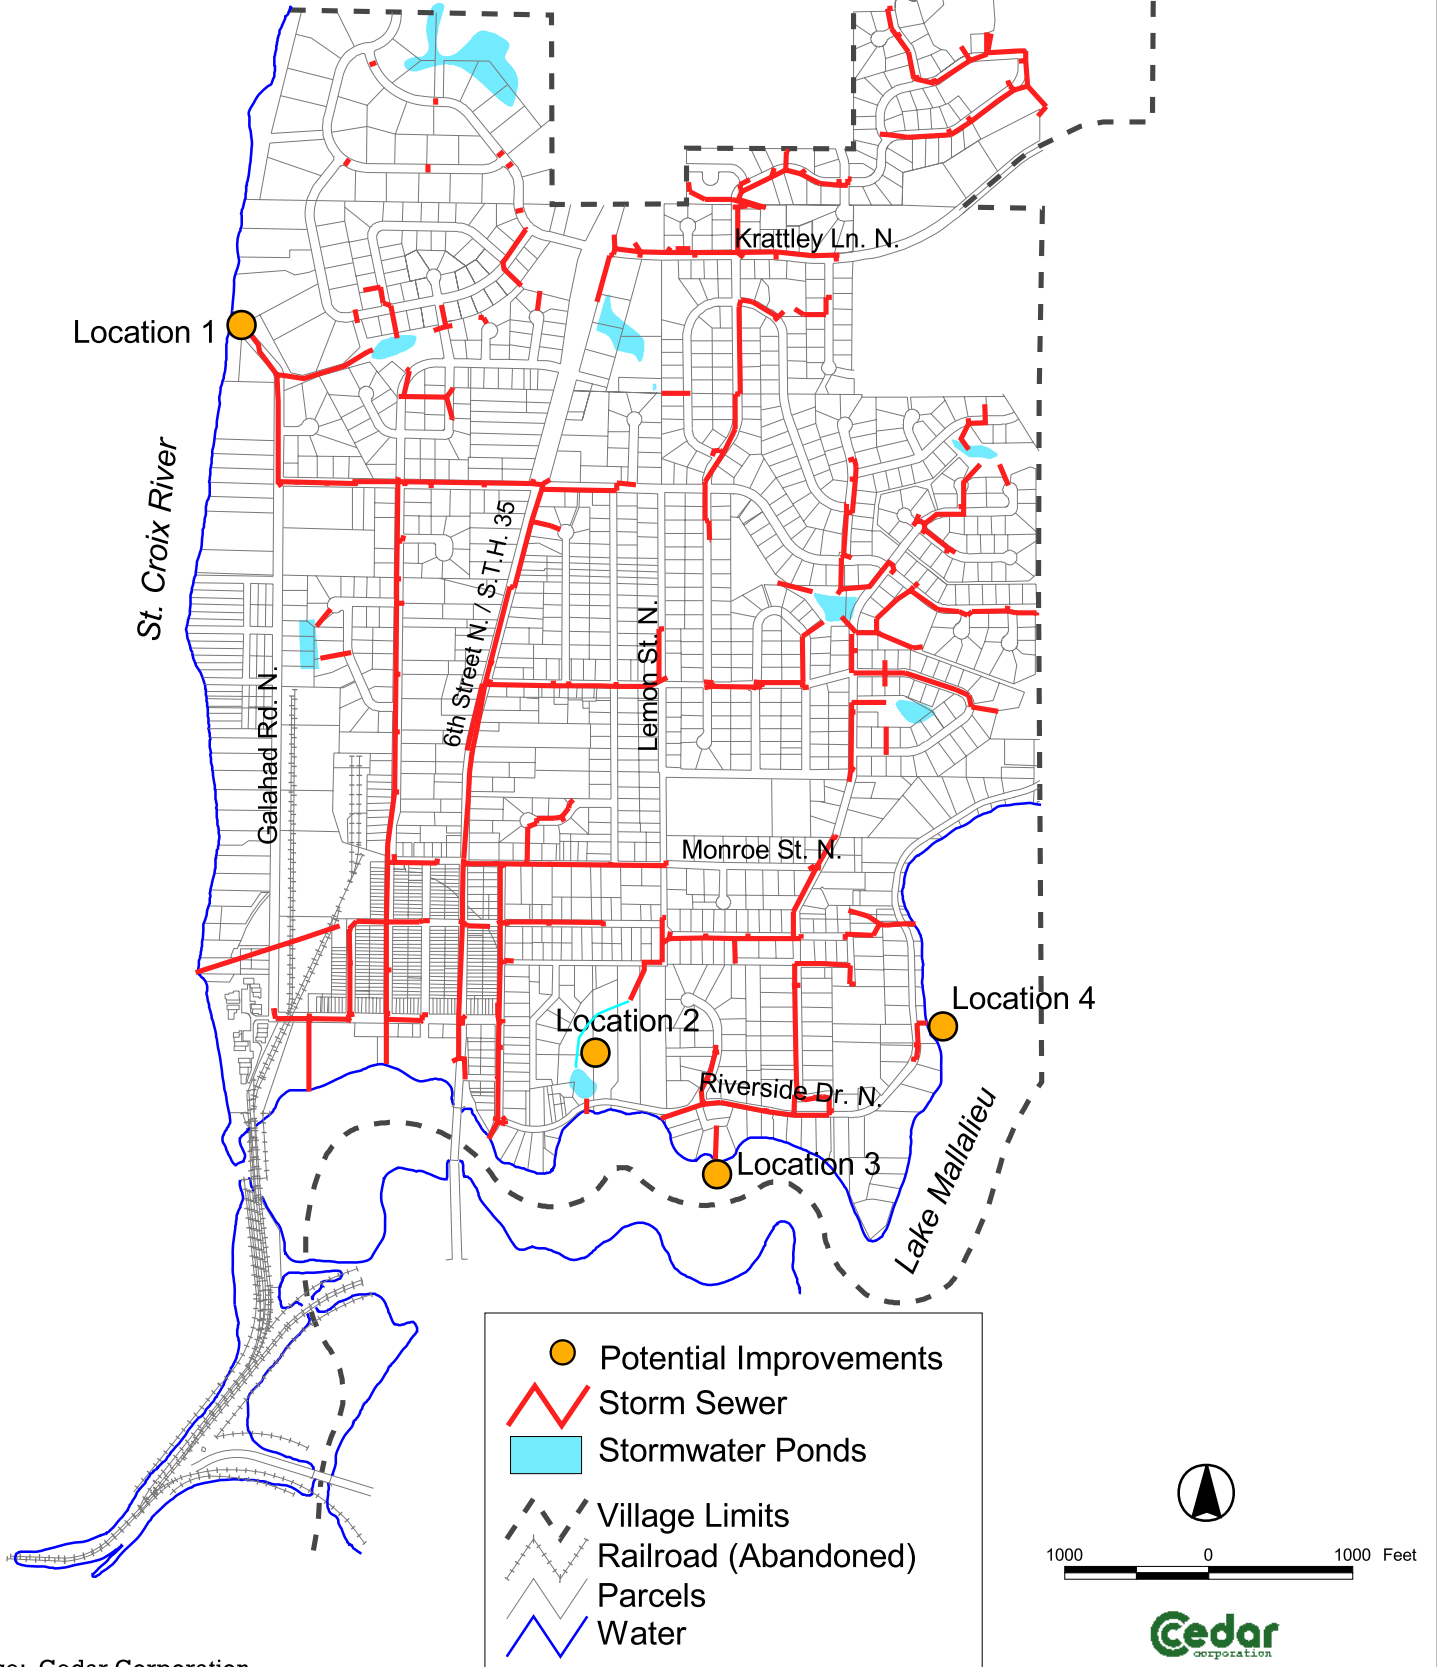 Krattley Ln. N.
Location 1
St. Croix River
6th Street N. / S.T.H. 35
Lemon St. N.
Galahad Rd. N.
Monroe St. N.
Location 4
Location 2
Riverside Dr. N.
Location 3
Lake Mallalieu
Potential Improvements
Storm Sewer
Stormwater Ponds
Village Limits
Railroad (Abandoned)
Parcels
Water
1000 0 1000 Feet
Cedar
corporation
Cedar Corporation